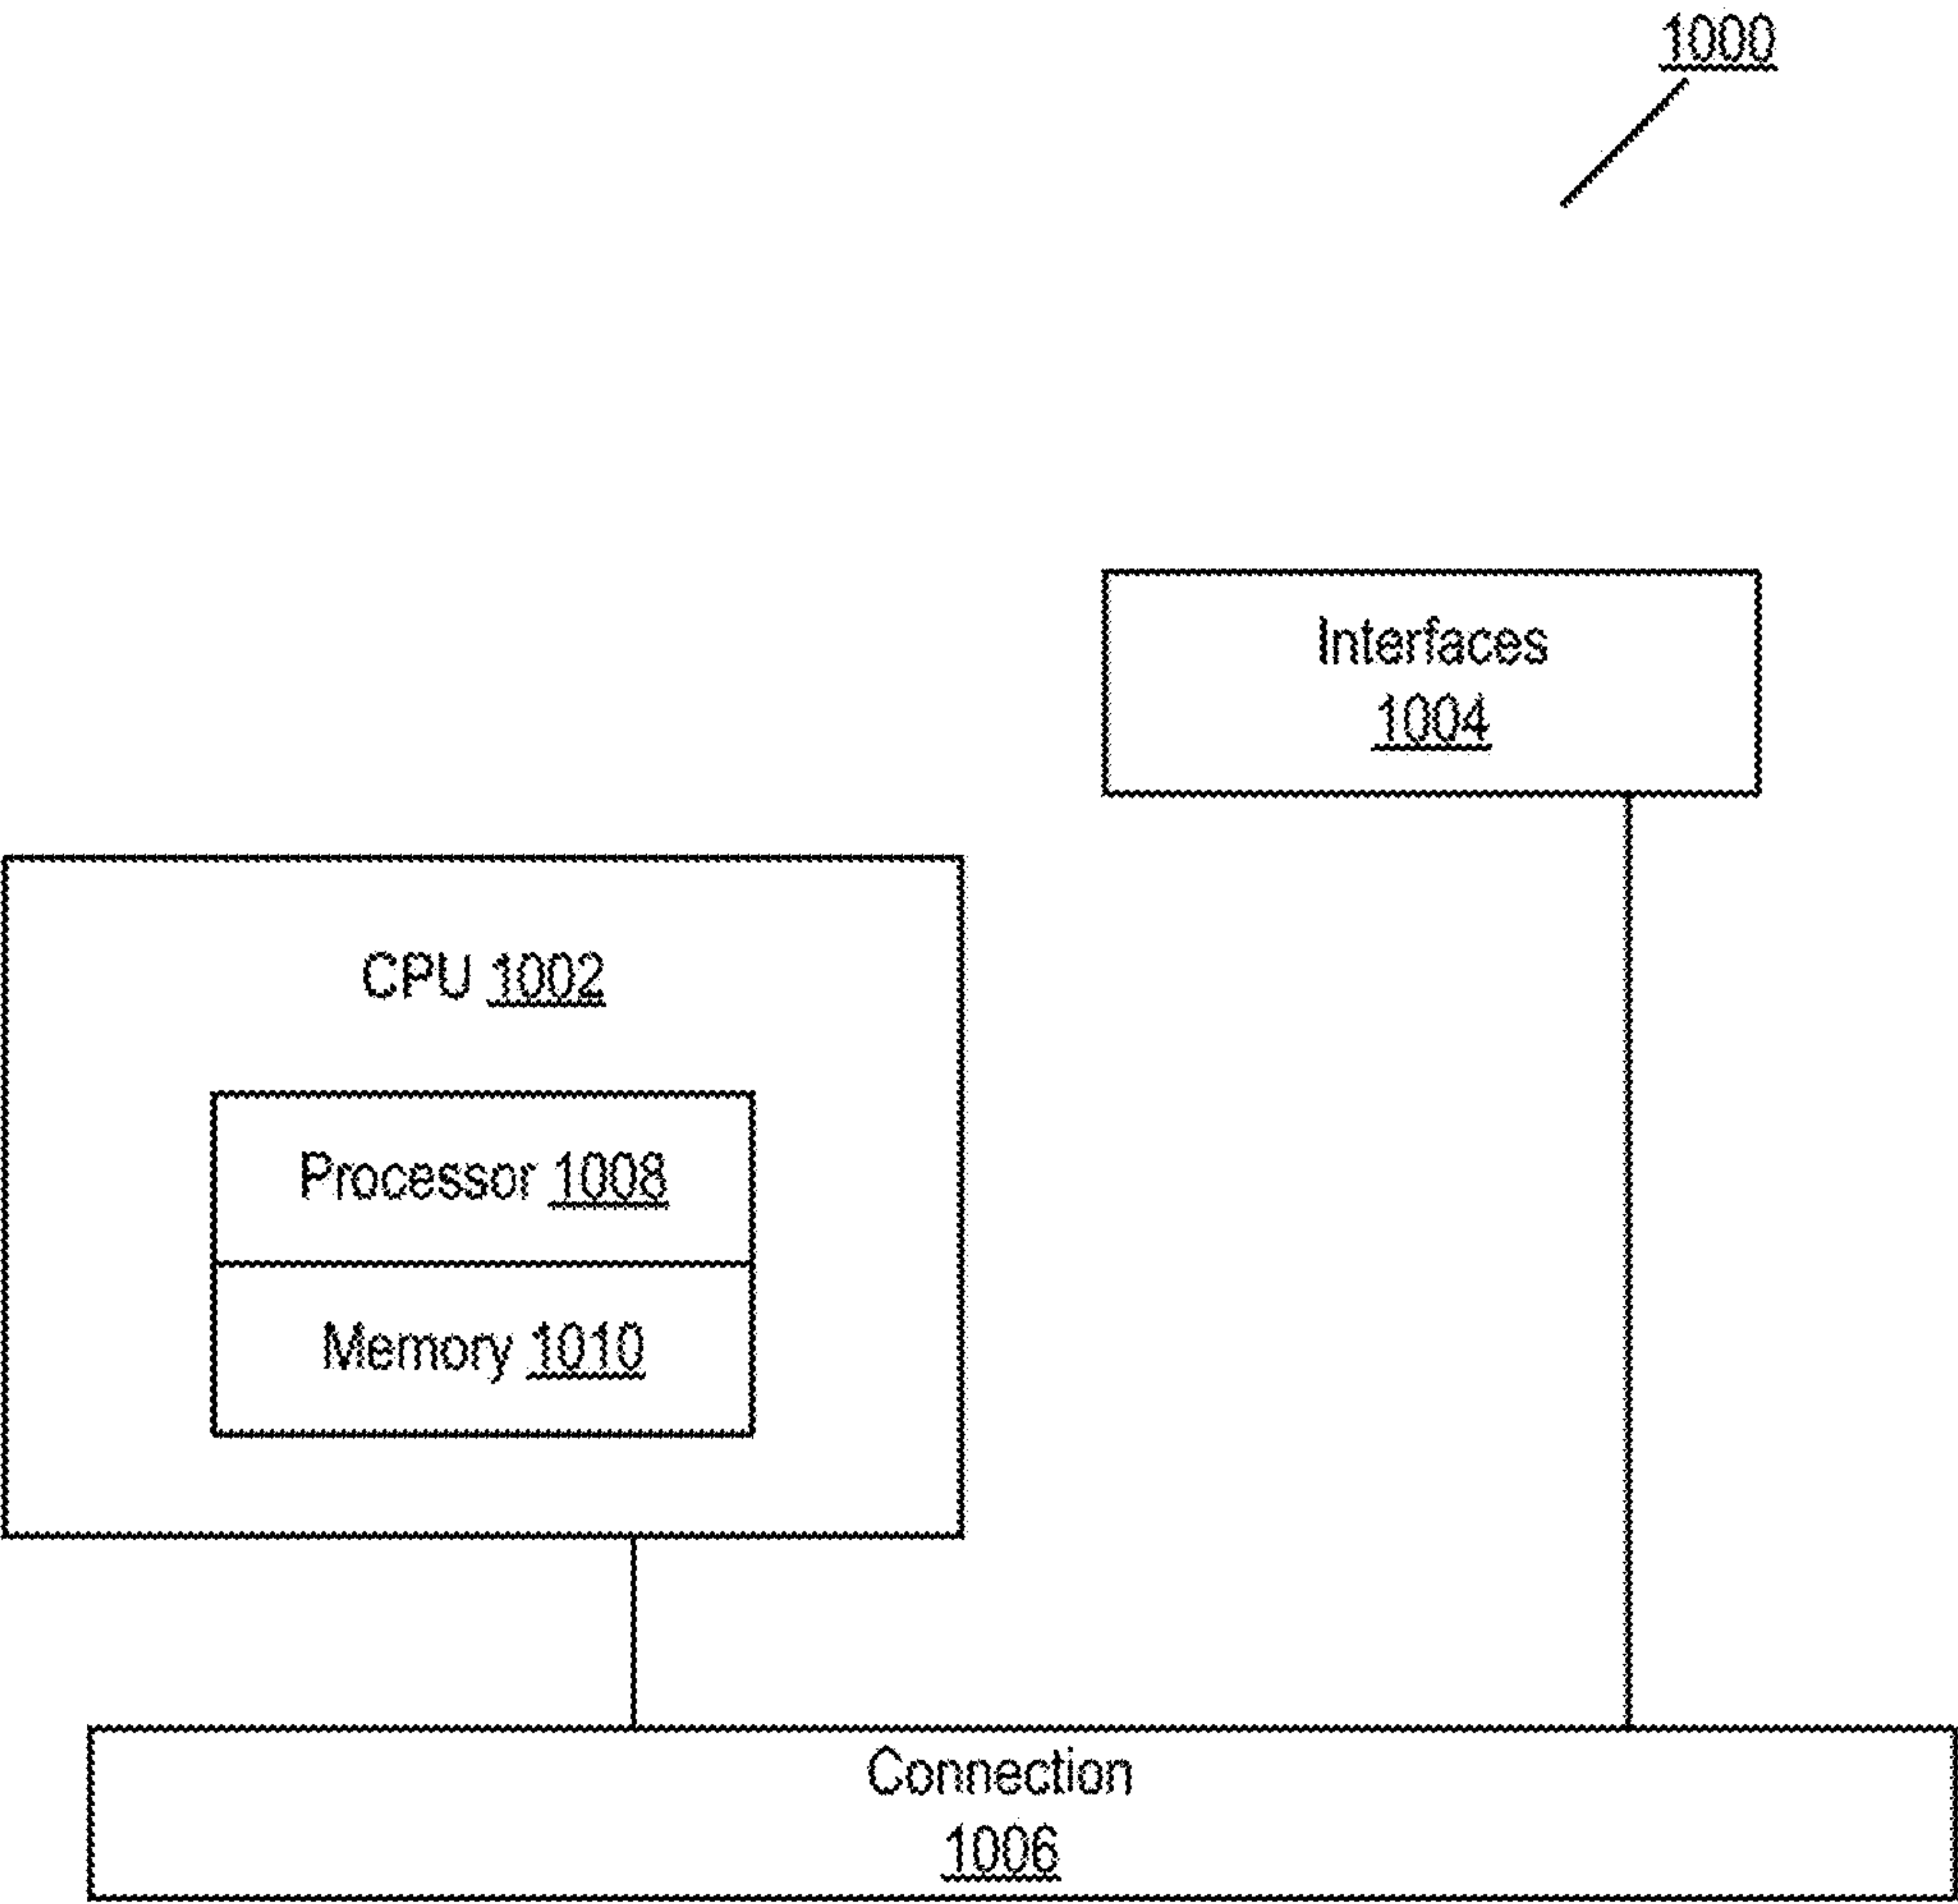 1000
Interfaces
1004
CPU 1002
Processor 1008
Memory 1010
Connection
1006